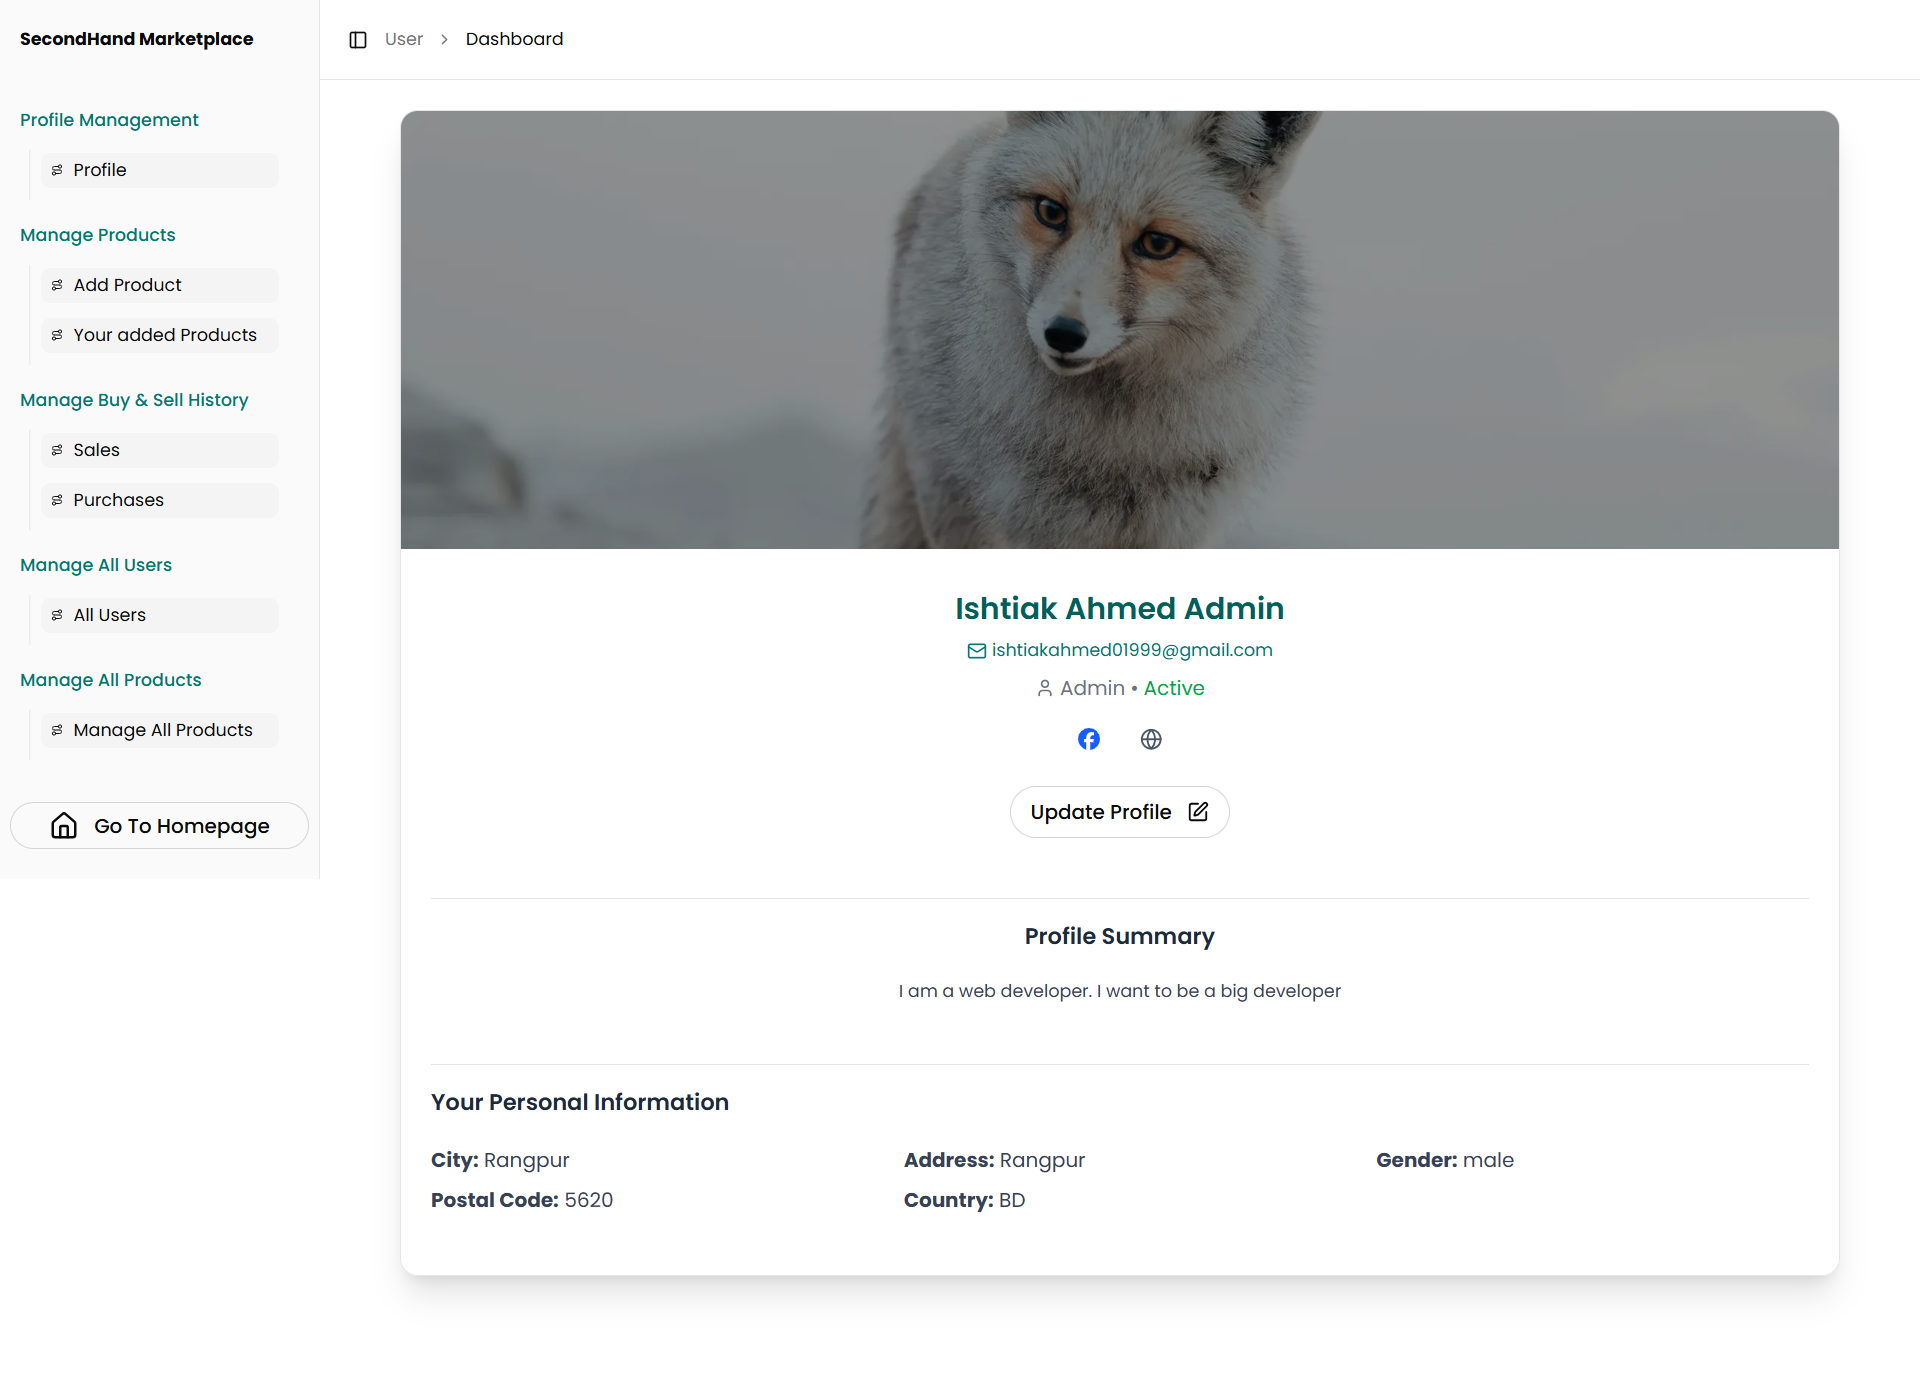 SecondHand Marketplace
User > Dashboard
Profile Management
Profile
Manage Products
Add Product
Your added Products
Manage Buy & Sell History
Sales
Purchases
Manage All Users
All Users
Manage All Products
Manage All Products
Go To Homepage
Ishtiak Ahmed Admin
ishtiakahmed01999@gmail.com
Admin • Active
Update Profile
Profile Summary
I am a web developer. I want to be a big developer
Your Personal Information
City: Rangpur
Address: Rangpur
Gender: male
Postal Code: 5620
Country: BD